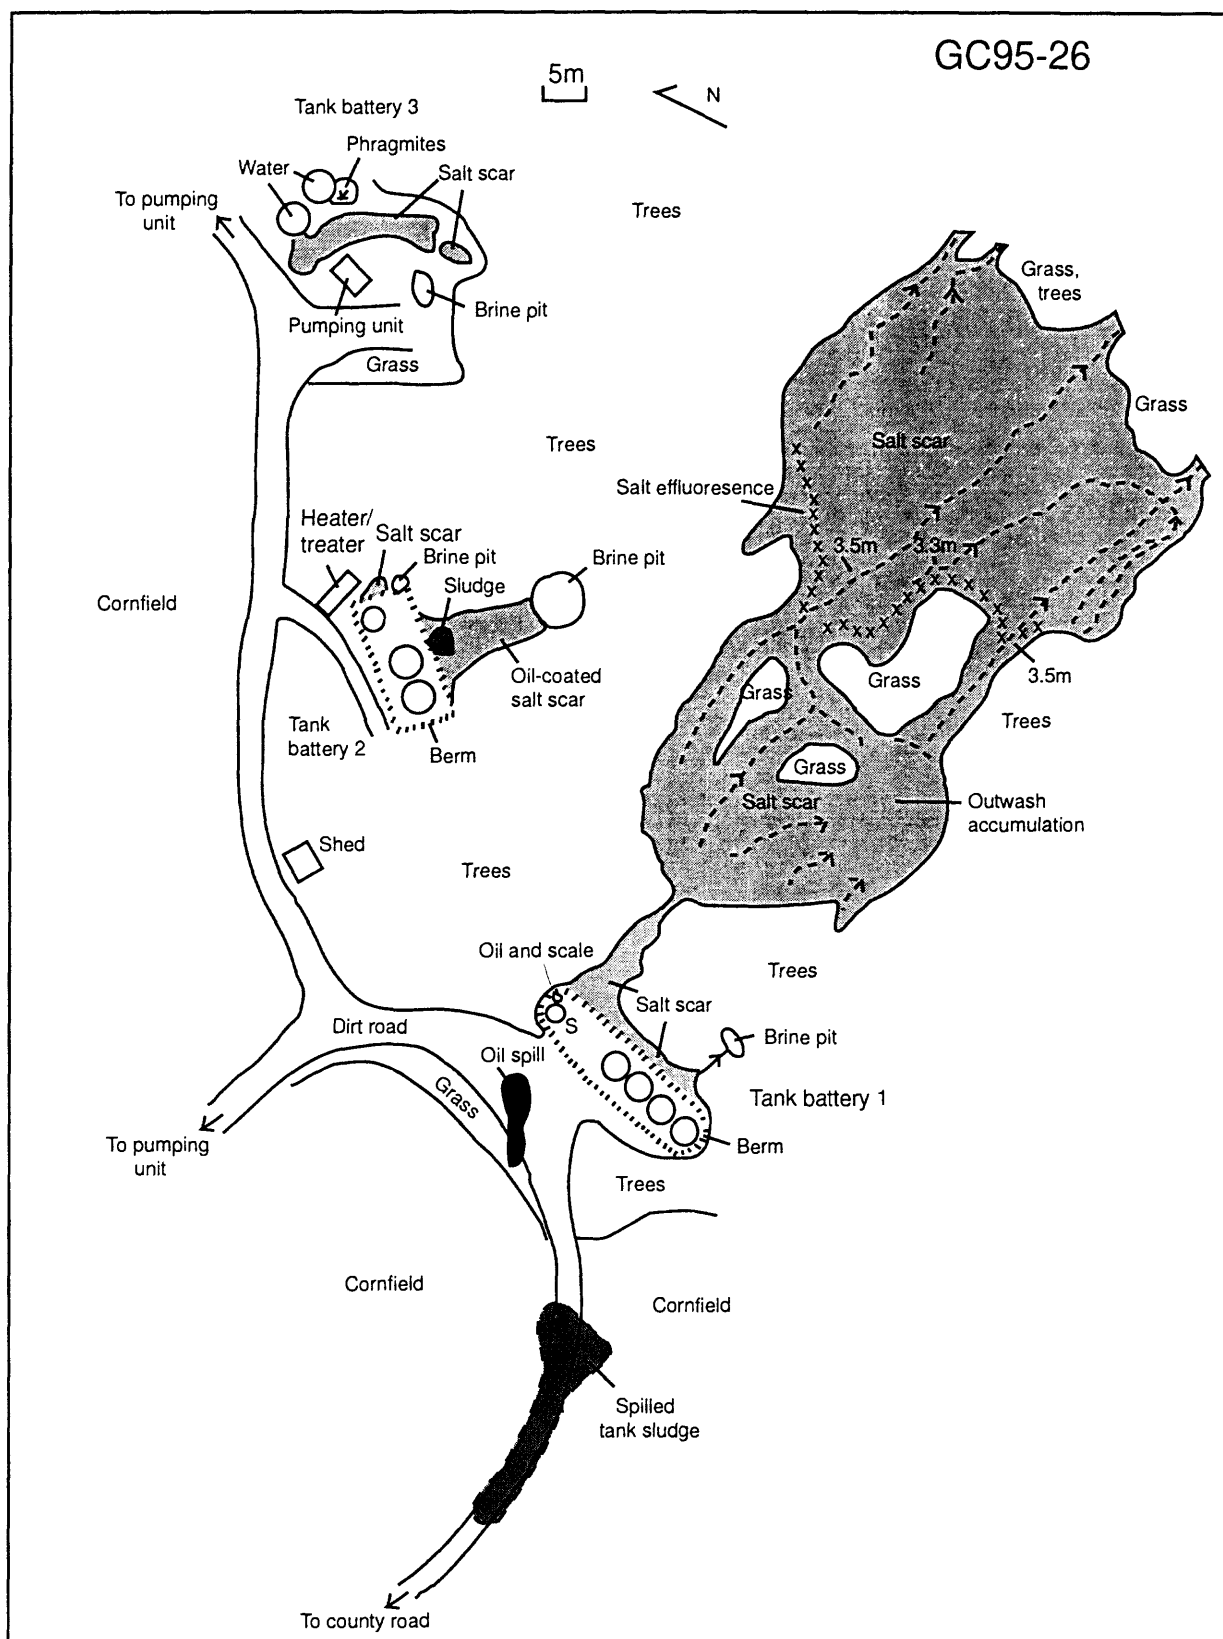 GC95-26
5m
N
Tank battery 3
Phragmites
Water
Salt scar
To pumping
unit
Trees
Grass,
trees
Brine pit
Pumping unit
Grass
Grass
Salt scar
Trees
Salt effluoresence
Heater/
treater
Salt scar
Brine pit
Brine pit
3.5m
3.3m
Sludge
Cornfield
Oil-coated
salt scar
Grass
Grass
3.5m
Trees
Tank
battery 2
Berm
Grass
Salt scar
Outwash
accumulation
Shed
Trees
Oil and scale
Trees
Salt scar
S
Dirt road
Brine pit
Oil spill
Grass
Tank battery 1
To pumping
unit
Berm
Trees
Cornfield
Cornfield
Spilled
tank sludge
To county road